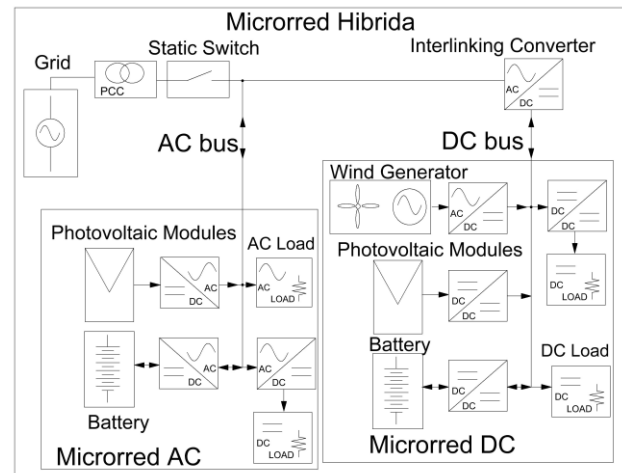 Microrred Hibrida
Static Switch
Interlinking Converter
Grid
PCC
AC
DC
AC bus
DC bus
Wind Generator
AC
DC
DC
DC
Photovoltaic Modules
AC Load
DC
AC
AC
LOAD
DC
LOAD
Photovoltaic Modules
DC
DC
Battery
DC
AC
AC
DC
DC Load
DC
DC
DC
LOAD
Battery
DC
LOAD
Microrred AC
Microrred DC